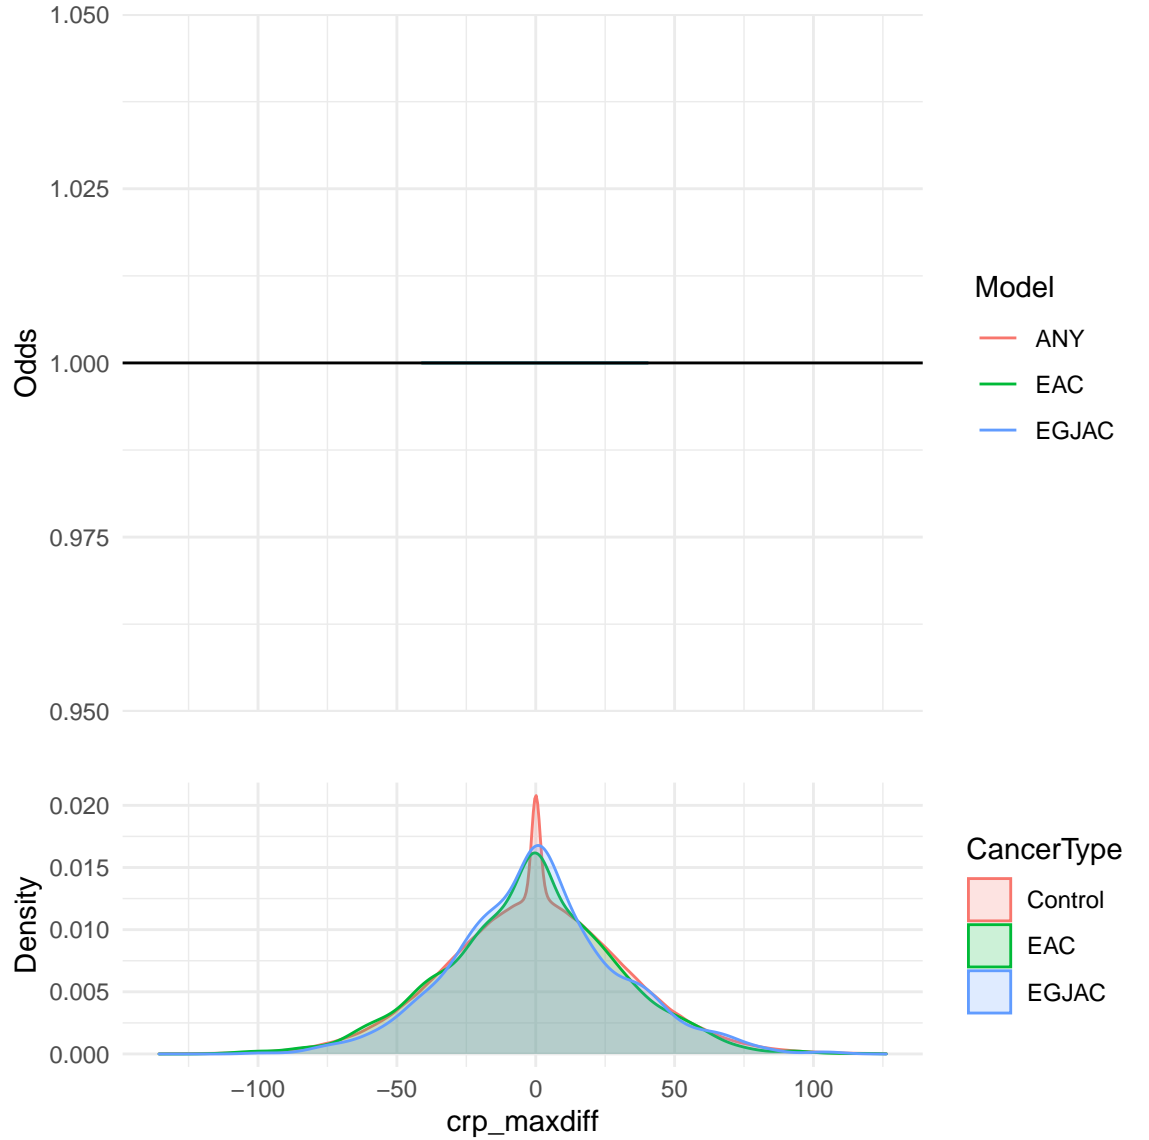 1.050
1.025
1.000
0.975
0.950
Odds
Model
ANY
EAC
EGJAC
0.020
0.015
0.010
0.005
0.000
Density
−100
−50
0
50
100
crp_maxdiff
CancerType
Control
EAC
EGJAC